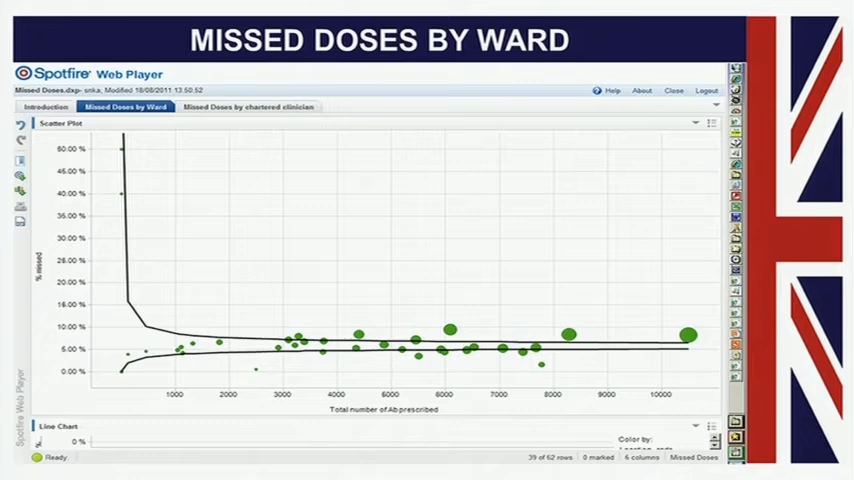 MISSED DOSES BY WARD
Spotfire® Web Player
Missed Doses.dxp- snka, Modified 18/08/2011 13:50:52
Help About Close Logout
Introduction Missed Doses by Ward Missed Doses by chartered clinician
Scatter Plot
50.00 %
45.00 %
40.00 %
35.00 %
30.00 %
25.00 %
20.00 %
15.00 %
10.00 %
5.00 %
0.00 %
% missed
1000 2000 3000 4000 5000 6000 7000 8000 9000 10000
Total number of Ab prescribed
Spotfire Web Player
Line Chart
%...
0 %
Color by:
Ready
39 of 62 rows 0 marked 6 columns Missed Doses